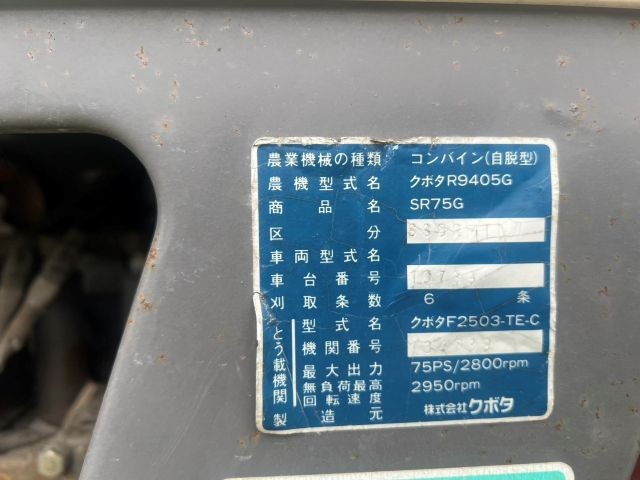 農業機械の種類 コンバイン(自脱型)
農機型式名 クボタR9405G
商品名 SR75G
区分
車両型式名
車台番号
刈取条数 6条
とう載機関
型式名 クボタF2503-TE-C
機関番号
最大出力 75PS/2800rpm
無負荷最高回転速度 2950rpm
製造元 株式会社クボタ